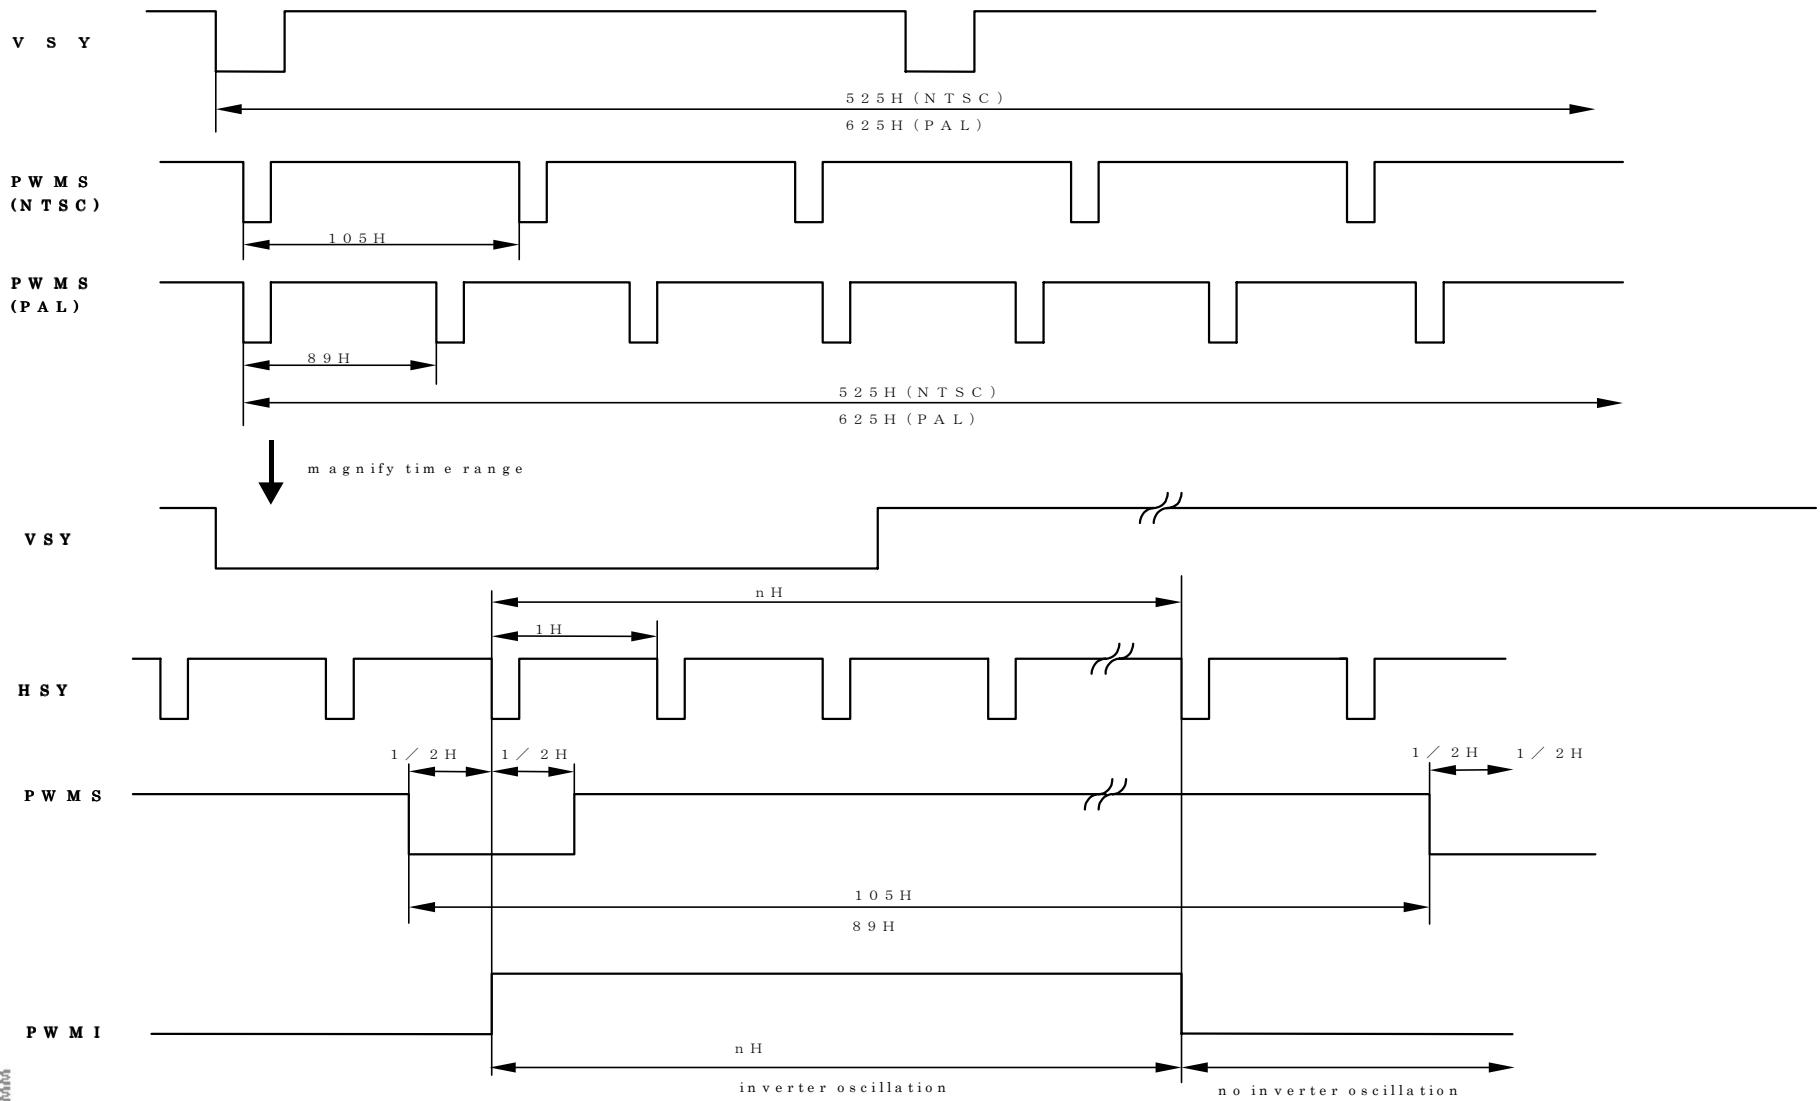 VSY
525H (NTSC)
625H (PAL)
PWMS
(NTSC)
105H
PWMS
(PAL)
89H
525H (NTSC)
625H (PAL)
magnify time range
VSY
nH
1H
HSY
1／2H 1／2H 1／2H 1／2H
PWMS
105H
89H
PWMI
nH
inverter oscillation
no inverter oscillation